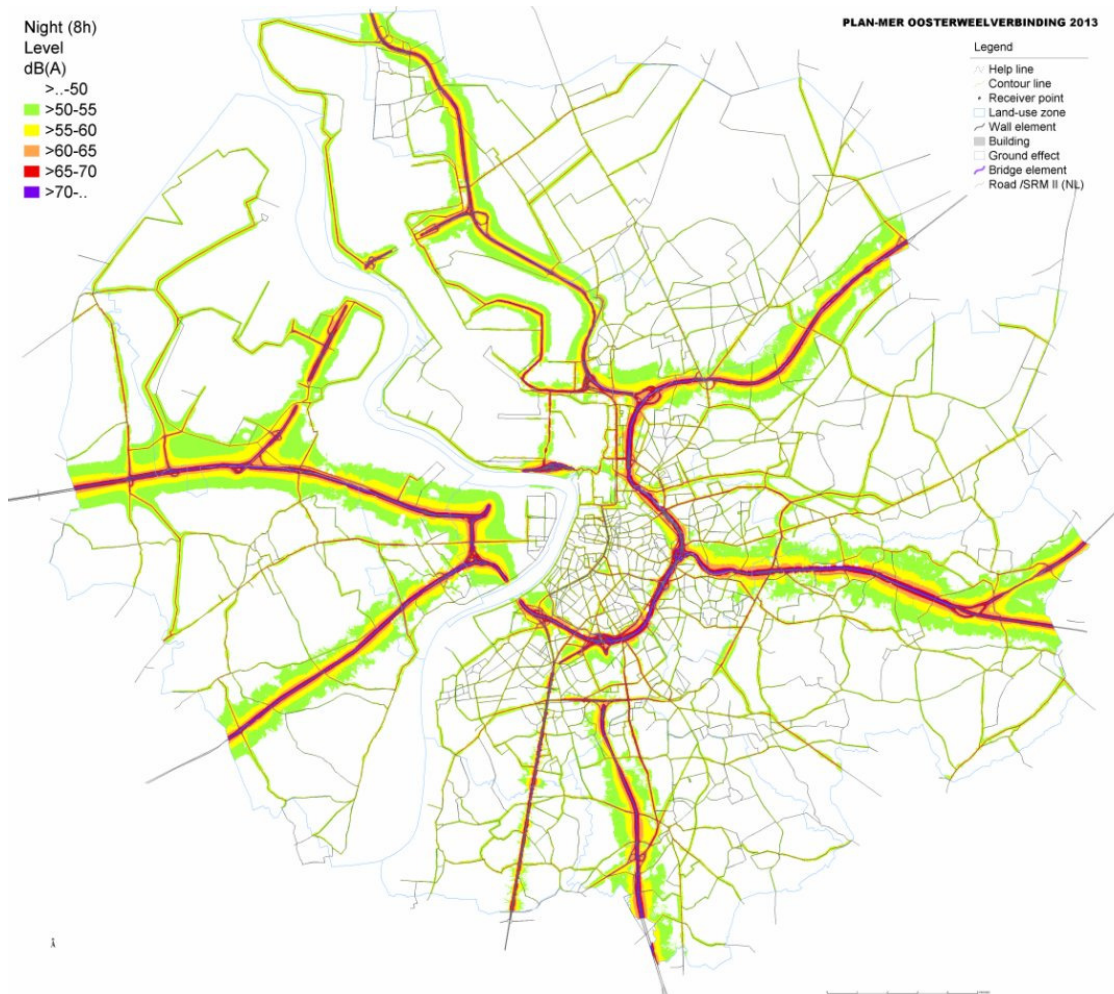 Night (8h)
Level
dB(A)
>..-50
>50-55
>55-60
>60-65
>65-70
>70-..
PLAN-MER OOSTERWEELVERBINDING 2013
Legend
Help line
Contour line
Receiver point
Land-use zone
Wall element
Building
Ground effect
Bridge element
Road /SRM II (NL)